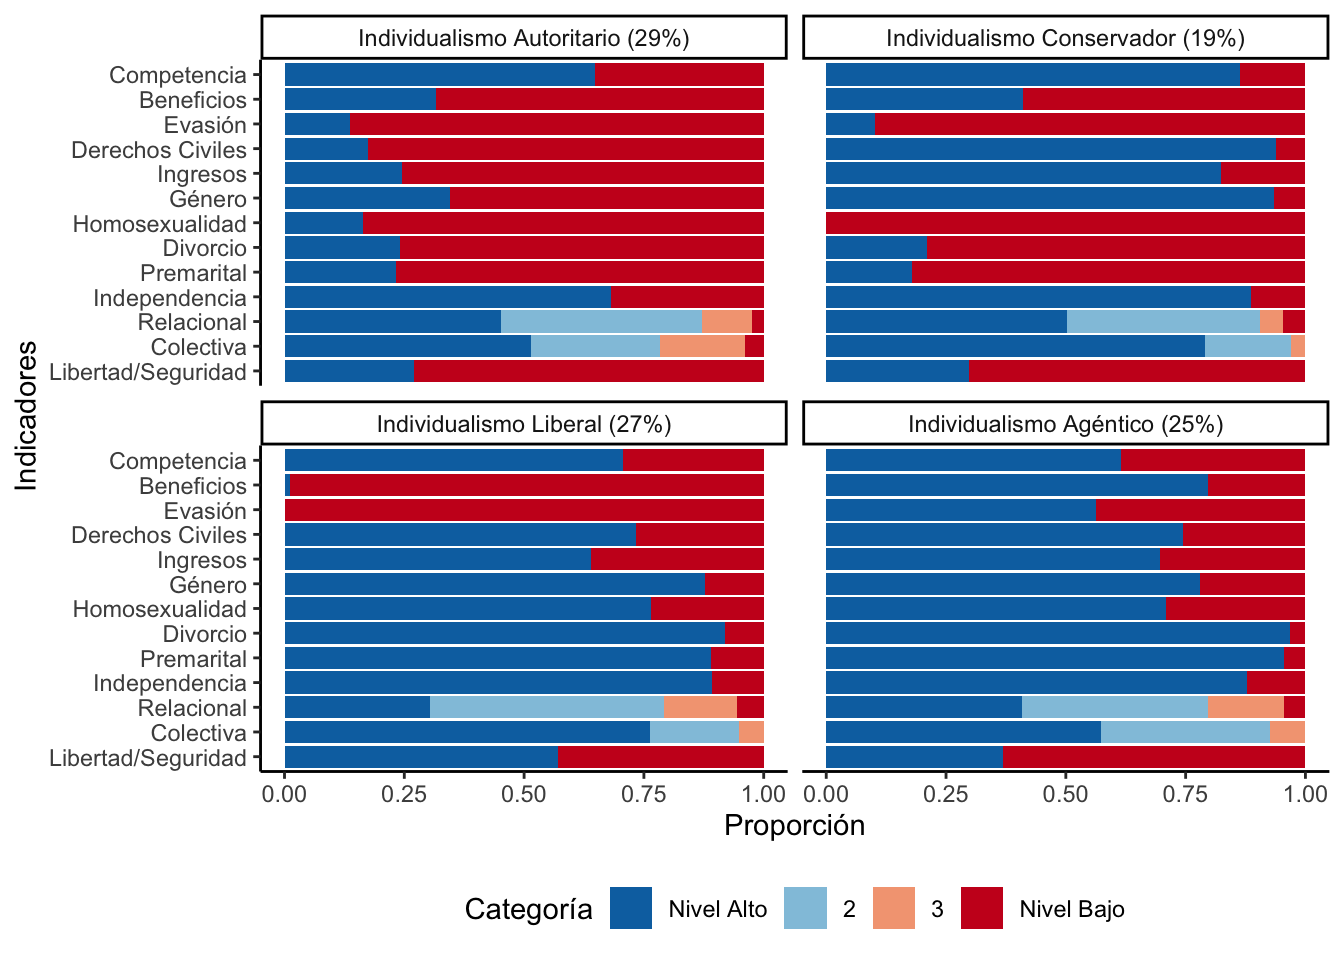 Individualismo Autoritario (29%)
Individualismo Conservador (19%)
Competencia
Beneficios
Evasión
Derechos Civiles
Ingresos
Género
Homosexualidad
Divorcio
Premarital
Independencia
Relacional
Colectiva
Libertad/Seguridad
Individualismo Liberal (27%)
Individualismo Agéntico (25%)
Competencia
Beneficios
Evasión
Derechos Civiles
Ingresos
Género
Homosexualidad
Divorcio
Premarital
Independencia
Relacional
Colectiva
Libertad/Seguridad
Indicadores
0.00 0.25 0.50 0.75 1.00
0.00 0.25 0.50 0.75 1.00
Proporción
Categoría Nivel Alto 2 3 Nivel Bajo